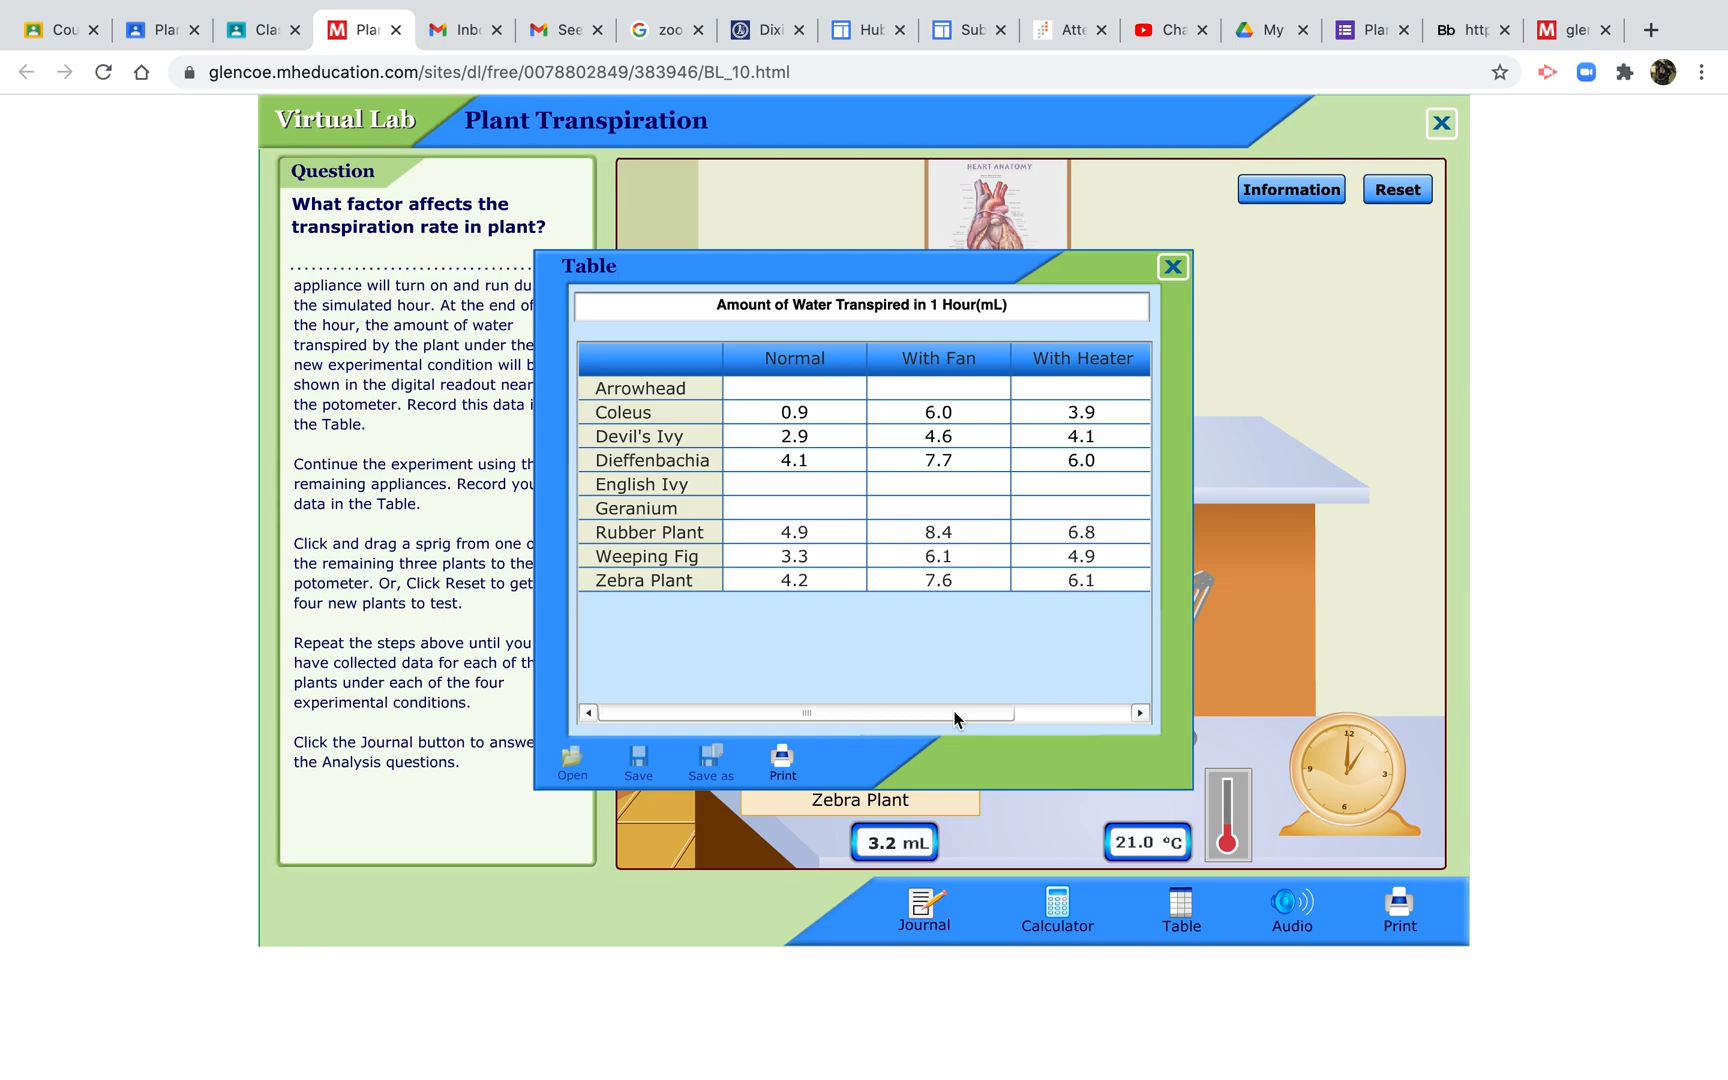 Cou
Plar
Cla
Plar
Inb
See
zoo
Dixi
Hub
Sub
Atte
Cha
My
Plar
Bb http
gler
glencoe.mheducation.com/sites/dl/free/0078802849/383946/BL_10.html
Virtual Lab
Plant Transpiration
Question
What factor affects the
transpiration rate in plant?
appliance will turn on and run du
the simulated hour. At the end of
the hour, the amount of water
transpired by the plant under the
new experimental condition will b
shown in the digital readout near
the potometer. Record this data i
the Table.
Continue the experiment using th
remaining appliances. Record you
data in the Table.
Click and drag a sprig from one o
the remaining three plants to the
potometer. Or, Click Reset to get
four new plants to test.
Repeat the steps above until you
have collected data for each of th
plants under each of the four
experimental conditions.
Click the Journal button to answe
the Analysis questions.
HEART ANATOMY
Information
Reset
Table
Amount of Water Transpired in 1 Hour(mL)
Normal With Fan With Heater
Arrowhead
Coleus 0.9 6.0 3.9
Devil's Ivy 2.9 4.6 4.1
Dieffenbachia 4.1 7.7 6.0
English Ivy
Geranium
Rubber Plant 4.9 8.4 6.8
Weeping Fig 3.3 6.1 4.9
Zebra Plant 4.2 7.6 6.1
Open
Save
Save as
Print
Zebra Plant
3.2 mL
21.0 °C
12
3
6
9
Journal
Calculator
Table
Audio
Print